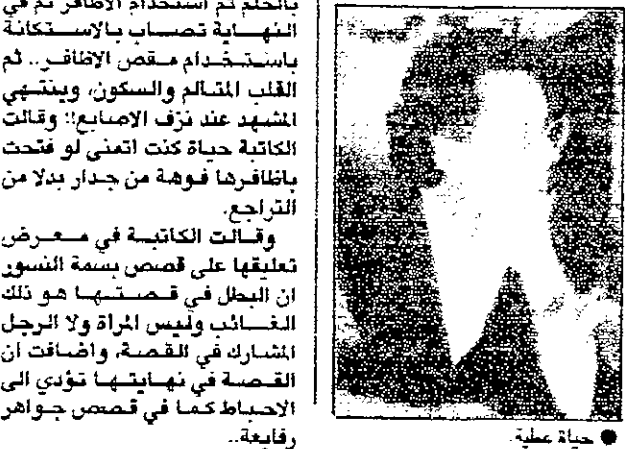 بالحلم ثم استخدام الاظافر ثم في
النهاية تصاب بالاستكانة
باستخدام مقص الاظافر.. ثم
القلب المتالم والسكون، وينتهي
المشهد عند نزف الاصابع!! وقالت
الكاتبة حياة كنت اتمنى لو فتحت
باظافرها فوهة من جدار بدلا من
التراجع.
وقالت الكاتبة في معرض
تعليقها على قصص بسمة النسور
ان البطل في قصتها هو ذلك
الغائب وليس المراة ولا الرجل
المشارك في القصة، واضافت ان
القصة في نهايتها تؤدي الى
الاحباط كما في قصص جواهر
رفايعة..
● حياة عطية.